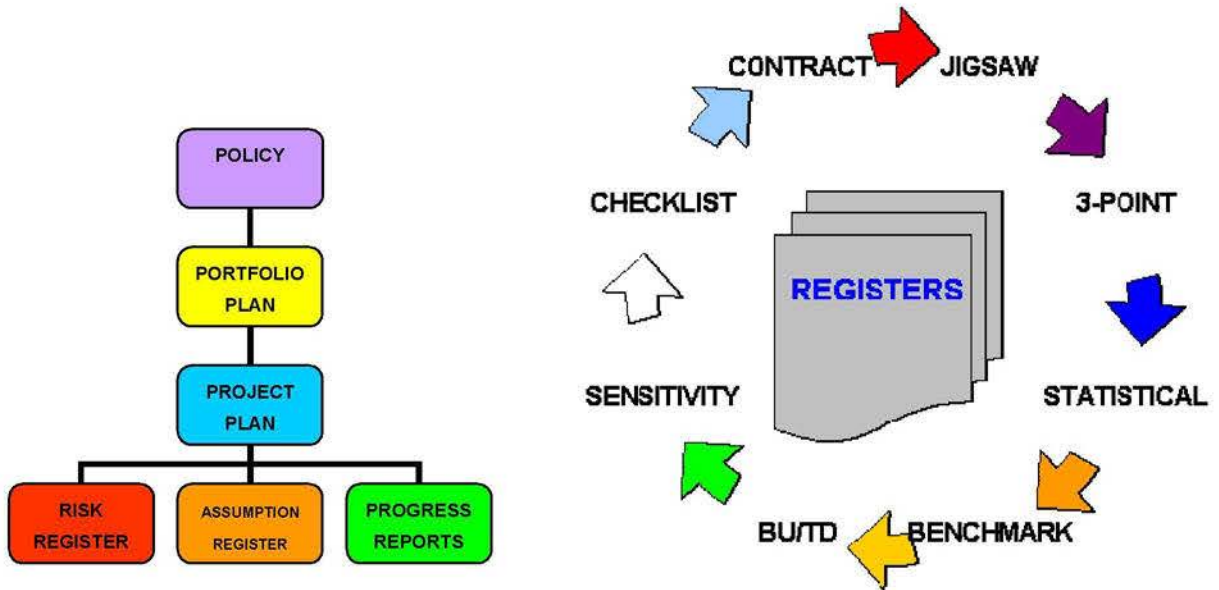 POLICY
PORTFOLIO
PLAN
PROJECT
PLAN
RISK
REGISTER
ASSUMPTION
REGISTER
PROGRESS
REPORTS
CONTRACT
JIGSAW
CHECKLIST
3-POINT
REGISTERS
SENSITIVITY
STATISTICAL
BU/TD
BENCHMARK